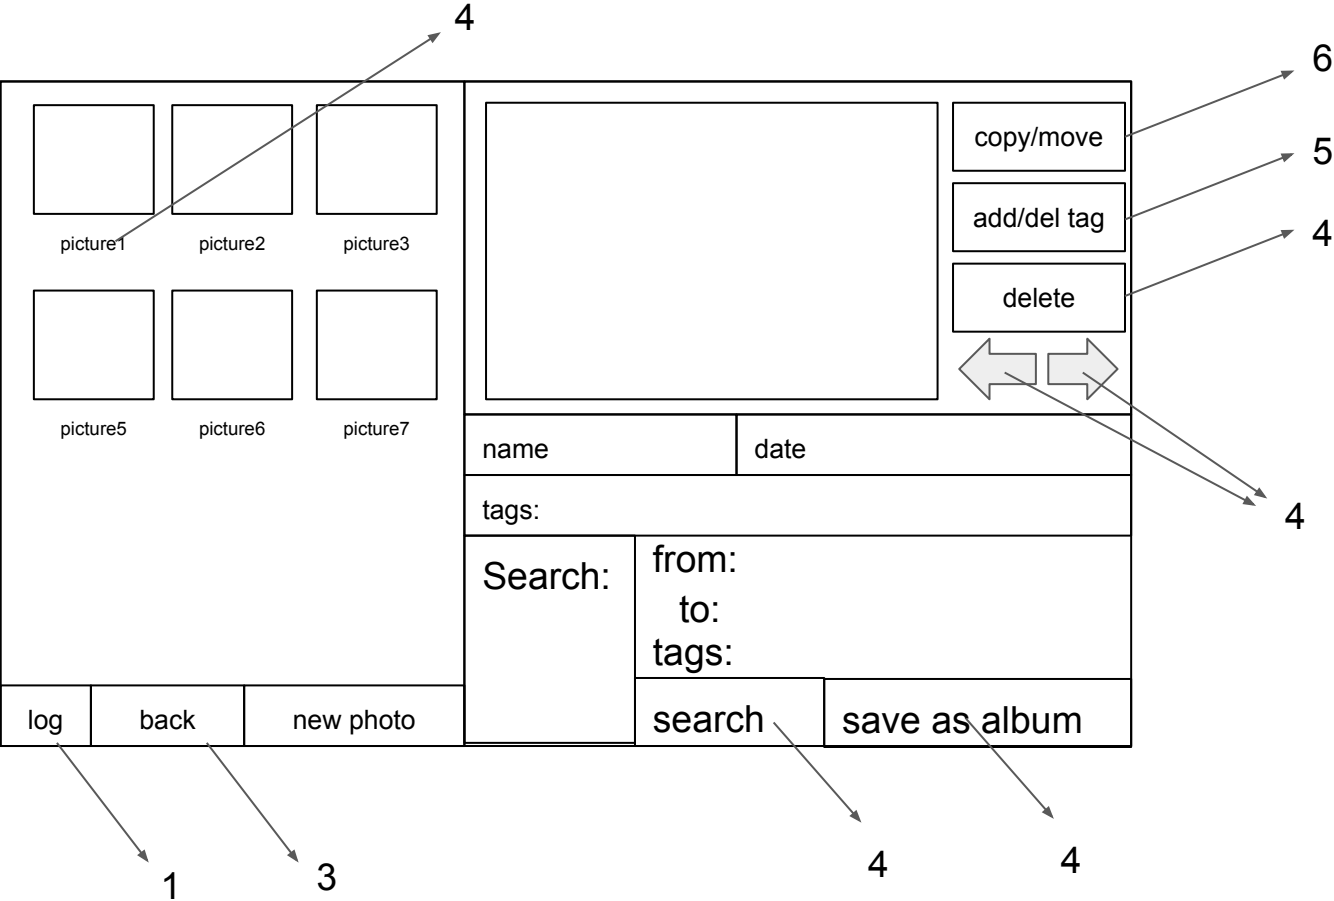 4
6
copy/move
5
add/del tag
4
picture1
picture2
picture3
delete
picture5
picture6
picture7
name
date
tags:
4
Search:
from:
to:
tags:
log
back
new photo
search
save as album
1
3
4
4